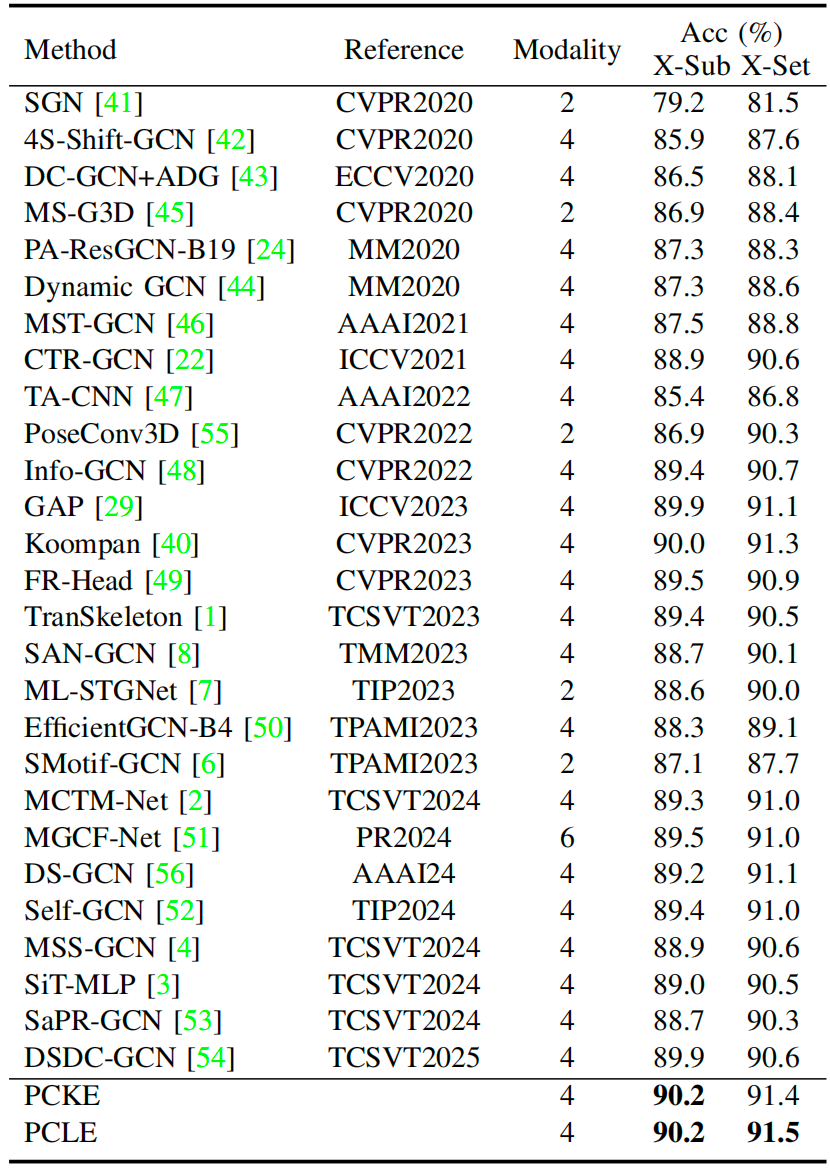 Method Reference Modality Acc (%)
X-Sub X-Set
SGN [41] CVPR2020 2 79.2 81.5
4S-Shift-GCN [42] CVPR2020 4 85.9 87.6
DC-GCN+ADG [43] ECCV2020 4 86.5 88.1
MS-G3D [45] CVPR2020 2 86.9 88.4
PA-ResGCN-B19 [24] MM2020 4 87.3 88.3
Dynamic GCN [44] MM2020 4 87.3 88.6
MST-GCN [46] AAAI2021 4 87.5 88.8
CTR-GCN [22] ICCV2021 4 88.9 90.6
TA-CNN [47] AAAI2022 4 85.4 86.8
PoseConv3D [55] CVPR2022 2 86.9 90.3
Info-GCN [48] CVPR2022 4 89.4 90.7
GAP [29] ICCV2023 4 89.9 91.1
Koompan [40] CVPR2023 4 90.0 91.3
FR-Head [49] CVPR2023 4 89.5 90.9
TranSkeleton [1] TCSVT2023 4 89.4 90.5
SAN-GCN [8] TMM2023 4 88.7 90.1
ML-STGNet [7] TIP2023 2 88.6 90.0
EfficientGCN-B4 [50] TPAMI2023 4 88.3 89.1
SMotif-GCN [6] TPAMI2023 2 87.1 87.7
MCTM-Net [2] TCSVT2024 4 89.3 91.0
MGCF-Net [51] PR2024 6 89.5 91.0
DS-GCN [56] AAAI24 4 89.2 91.1
Self-GCN [52] TIP2024 4 89.4 91.0
MSS-GCN [4] TCSVT2024 4 88.9 90.6
SiT-MLP [3] TCSVT2024 4 89.0 90.5
SaPR-GCN [53] TCSVT2024 4 88.7 90.3
DSDC-GCN [54] TCSVT2025 4 89.9 90.6
PCKE 4 90.2 91.4
PCLE 4 90.2 91.5